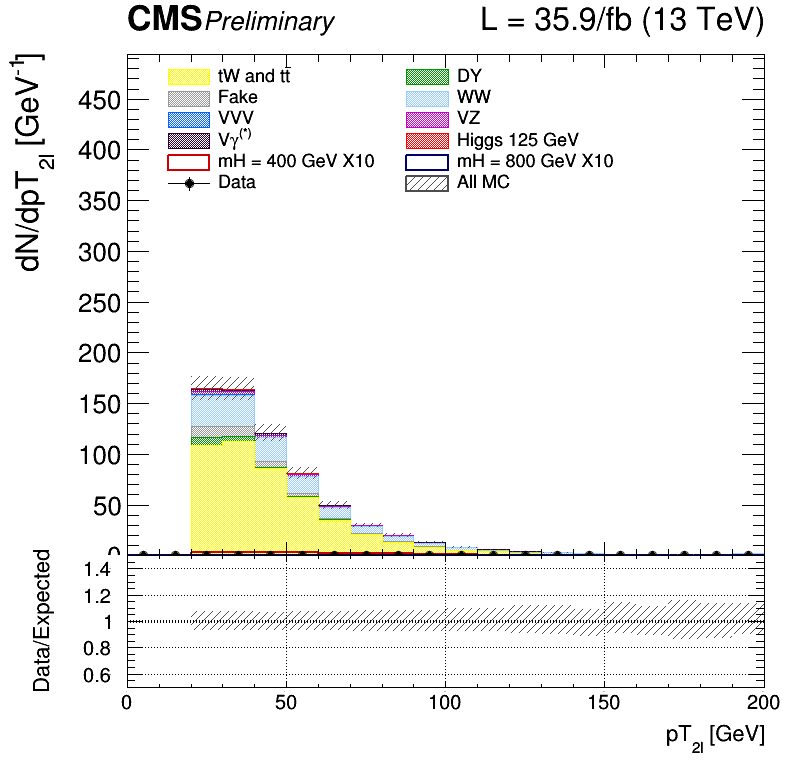 CMS Preliminary L = 35.9/fb (13 TeV)
dN/dpT2l [GeV-1]
tW and tt̄ DY
Fake WW
VVV VZ
Vγ(*) Higgs 125 GeV
mH = 400 GeV X10 mH = 800 GeV X10
Data All MC
450
400
350
300
250
200
150
100
50
0
Data/Expected
1.4
1.2
1
0.8
0.6
0 50 100 150 200
pT2l [GeV]